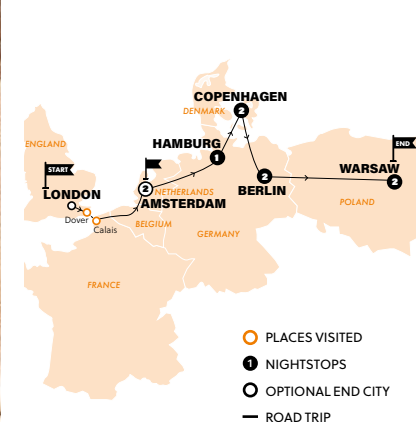 COPENHAGEN
2
DENMARK
HAMBURG
1
ENGLAND
START
END
LONDON
Dover
Calais
2
NETHERLANDS
AMSTERDAM
BELGIUM
GERMANY
2
BERLIN
WARSAW
2
POLAND
FRANCE
PLACES VISITED
1 NIGHTSTOPS
OPTIONAL END CITY
ROAD TRIP